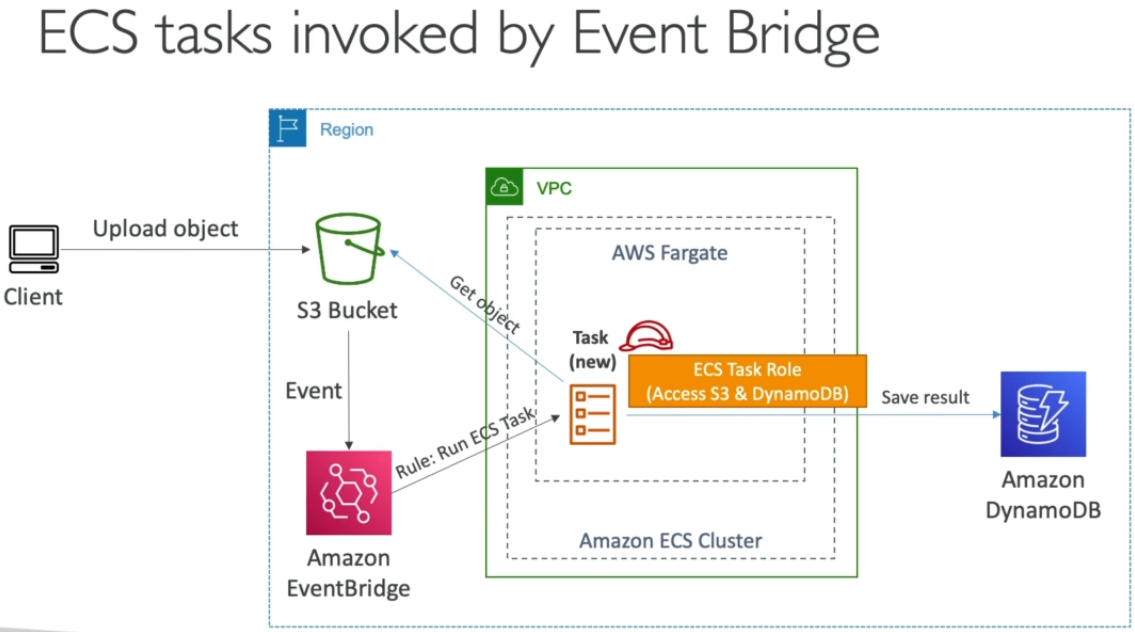 ECS tasks invoked by Event Bridge
Region
VPC
Upload object
AWS Fargate
Client
S3 Bucket
Get object
Task
(new)
ECS Task Role
(Access S3 & DynamoDB)
Save result
Event
Rule: Run ECS Task
Amazon
DynamoDB
Amazon ECS Cluster
Amazon
EventBridge